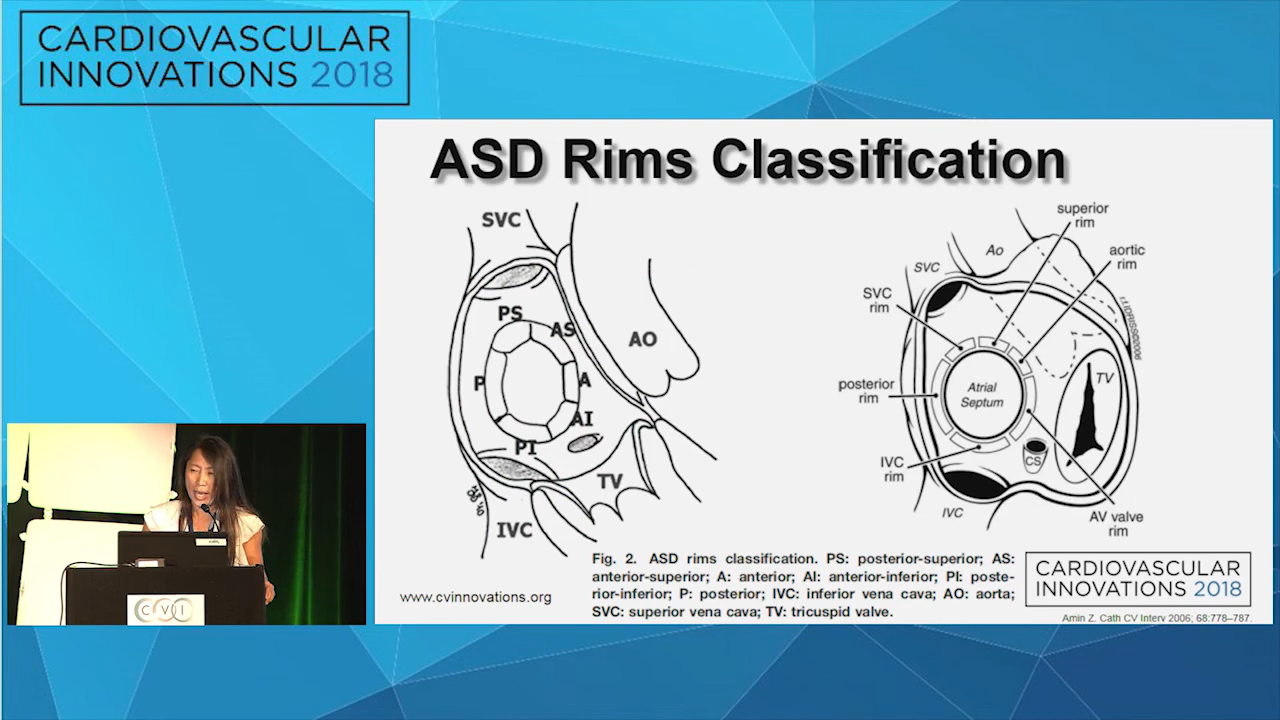 CARDIOVASCULAR
INNOVATIONS 2018
ASD Rims Classification
SVC
PS
AS
AO
P
A
AI
PI
TV
IVC
superior
rim
Ao
aortic
rim
SVC
SVC
rim
posterior
rim
Atrial
Septum
TV
IVC
rim
CS
IVC
AV valve
rim
Fig. 2. ASD rims classification. PS: posterior-superior; AS:
anterior-superior; A: anterior; AI: anterior-inferior; PI: poste-
rior-inferior; P: posterior; IVC: inferior vena cava; AO: aorta;
SVC: superior vena cava; TV: tricuspid valve.
www.cvinnovations.org
CARDIOVASCULAR
INNOVATIONS 2018
Amin Z. Cath CV Interv 2006; 68:778–787.
CVI